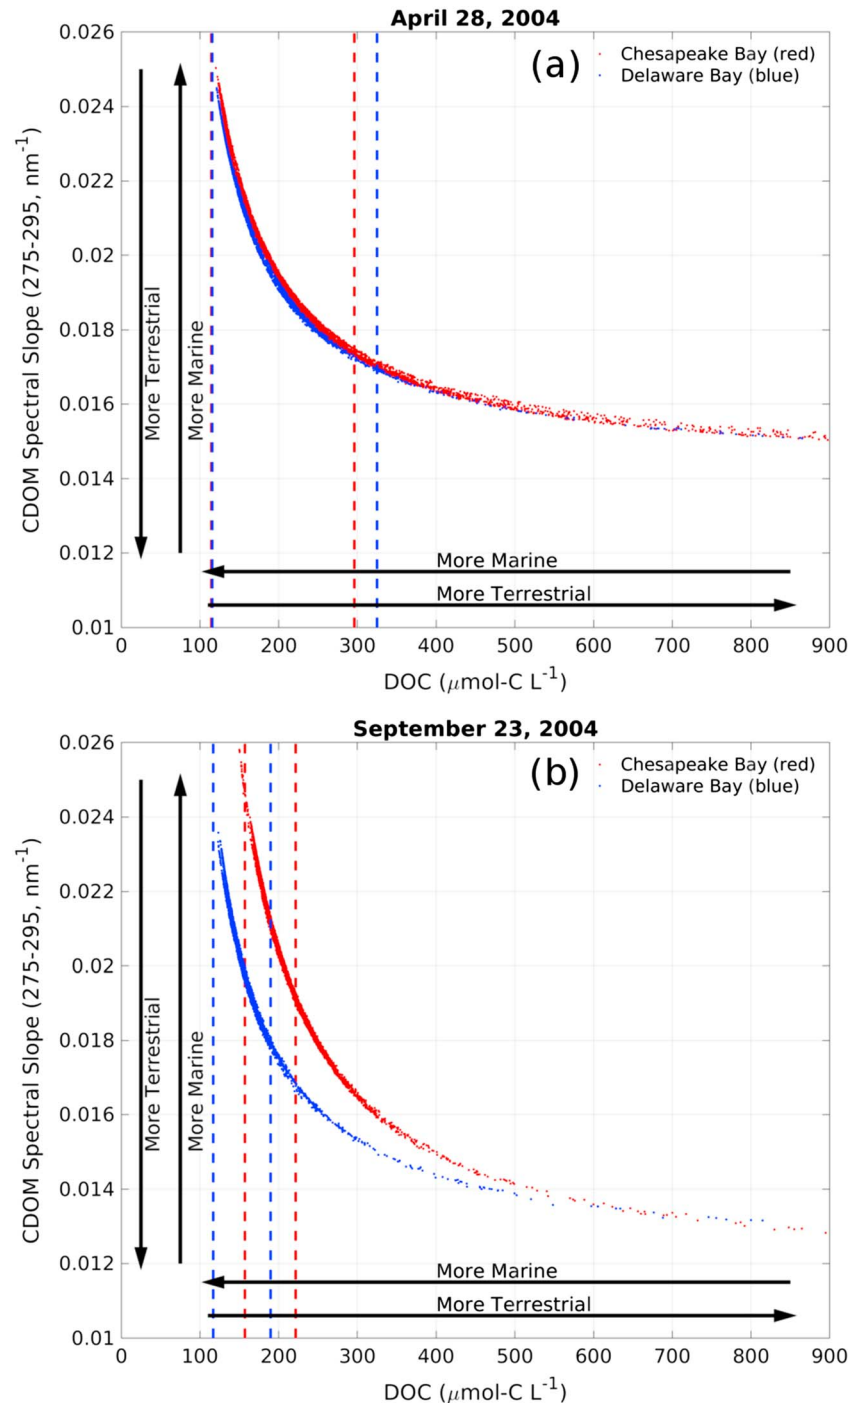 April 28, 2004
(a)
Chesapeake Bay (red)
Delaware Bay (blue)
CDOM Spectral Slope (275-295, nm⁻¹)
0.026
0.024
0.022
0.02
0.018
0.016
0.014
0.012
0.01
More Terrestrial
More Marine
More Marine
More Terrestrial
0 100 200 300 400 500 600 700 800 900
DOC (μmol-C L⁻¹)
September 23, 2004
(b)
Chesapeake Bay (red)
Delaware Bay (blue)
CDOM Spectral Slope (275-295, nm⁻¹)
0.026
0.024
0.022
0.02
0.018
0.016
0.014
0.012
0.01
More Terrestrial
More Marine
More Marine
More Terrestrial
0 100 200 300 400 500 600 700 800 900
DOC (μmol-C L⁻¹)